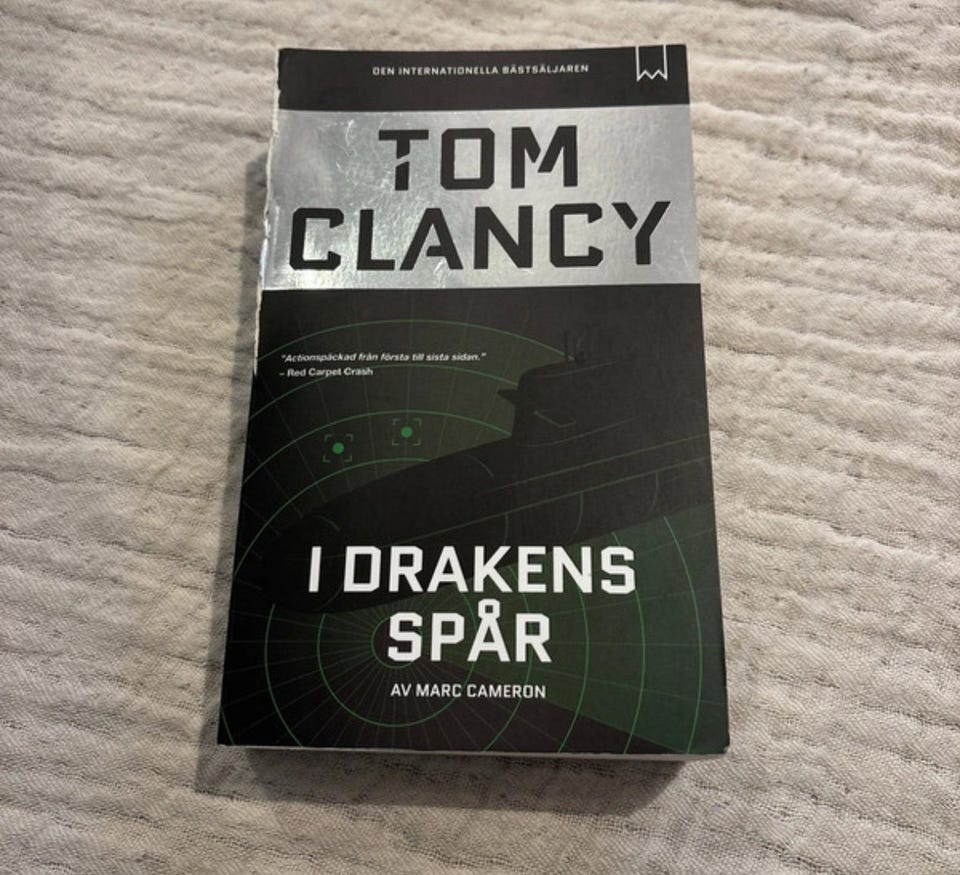 DEN INTERNATIONELLA BÄSTSÄLJAREN
TOM
CLANCY
"Actionspäckad från första till sista sidan."
– Red Carpet Crash
I DRAKENS
SPÅR
AV MARC CAMERON